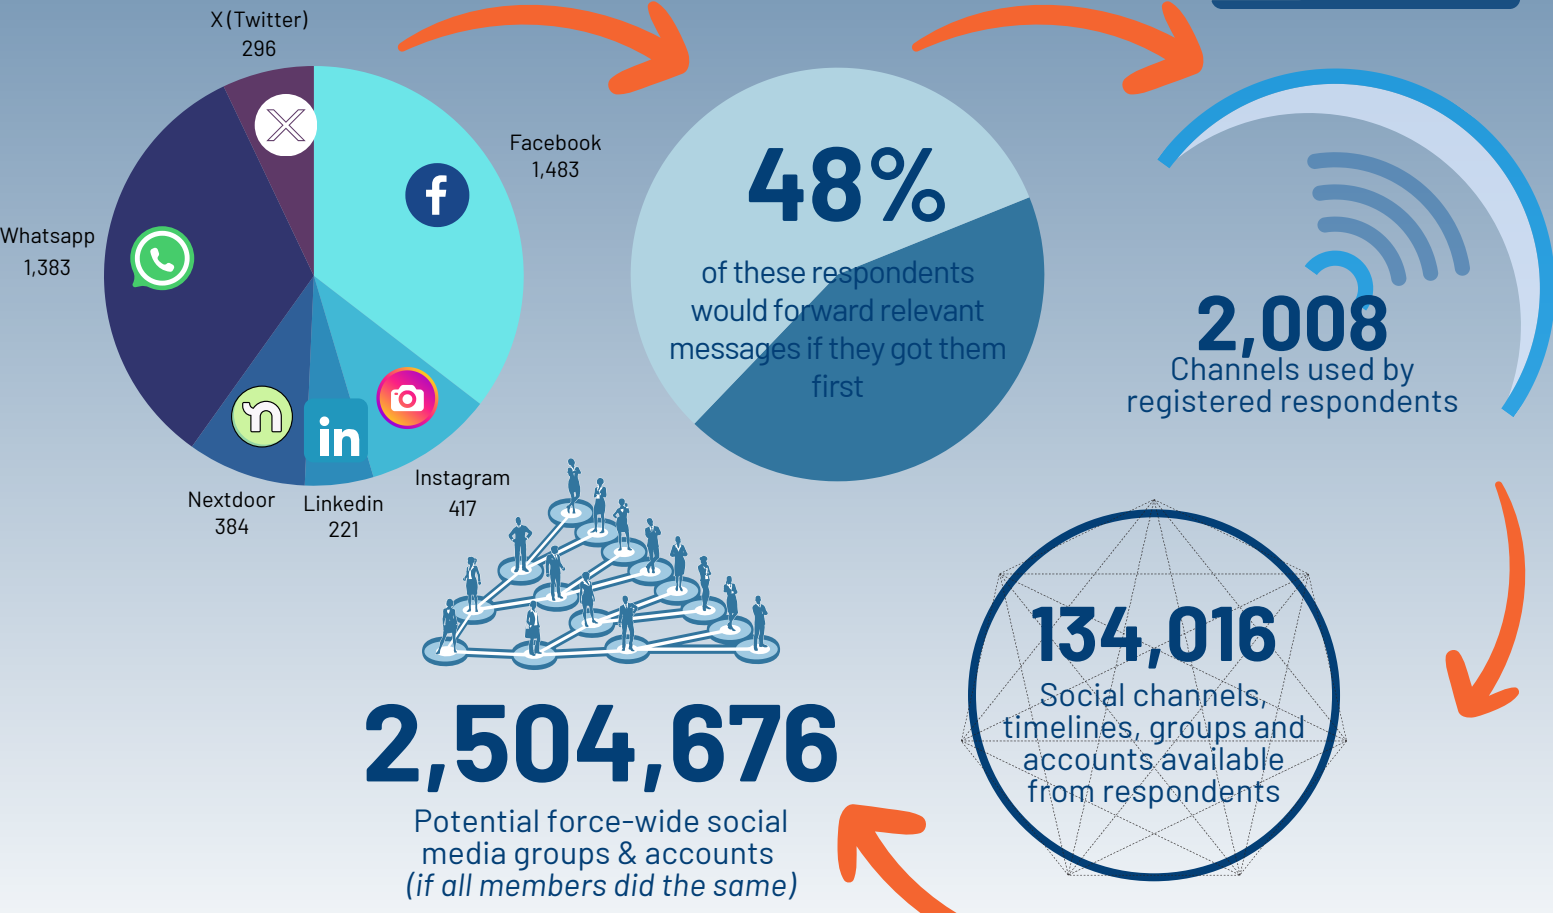 X (Twitter)
296
Facebook
1,483
Whatsapp
1,383
Instagram
417
Linkedin
221
Nextdoor
384
in
48%
of these respondents
would forward relevant
messages if they got them
first
2,008
Channels used by
registered respondents
134,016
Social channels,
timelines, groups and
accounts available
from respondents
2,504,676
Potential force-wide social
media groups & accounts
(if all members did the same)